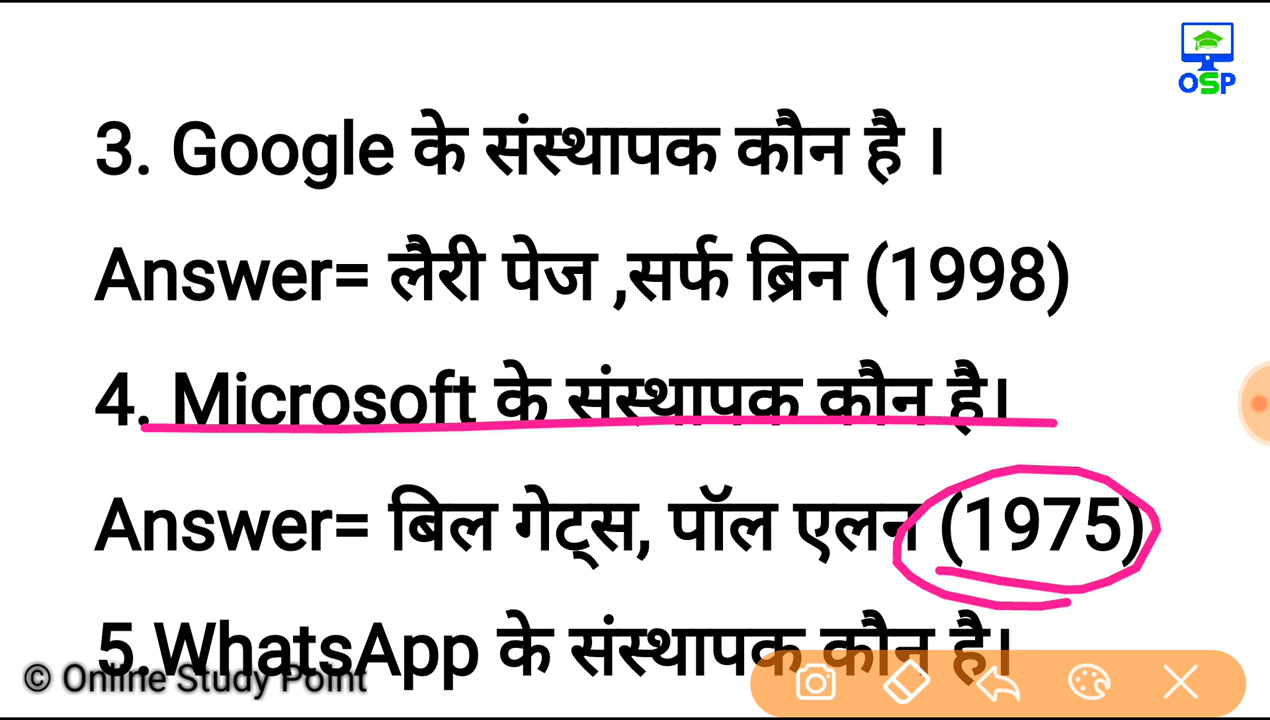 OSP
3. Google के संस्थापक कौन है ।
Answer= लैरी पेज ,सर्फ ब्रिन (1998)
4. Microsoft के संस्थापक कौन है।
Answer= बिल गेट्स, पॉल एलन (1975)
5.WhatsApp के संस्थापक कौन है।
© Online Study Point